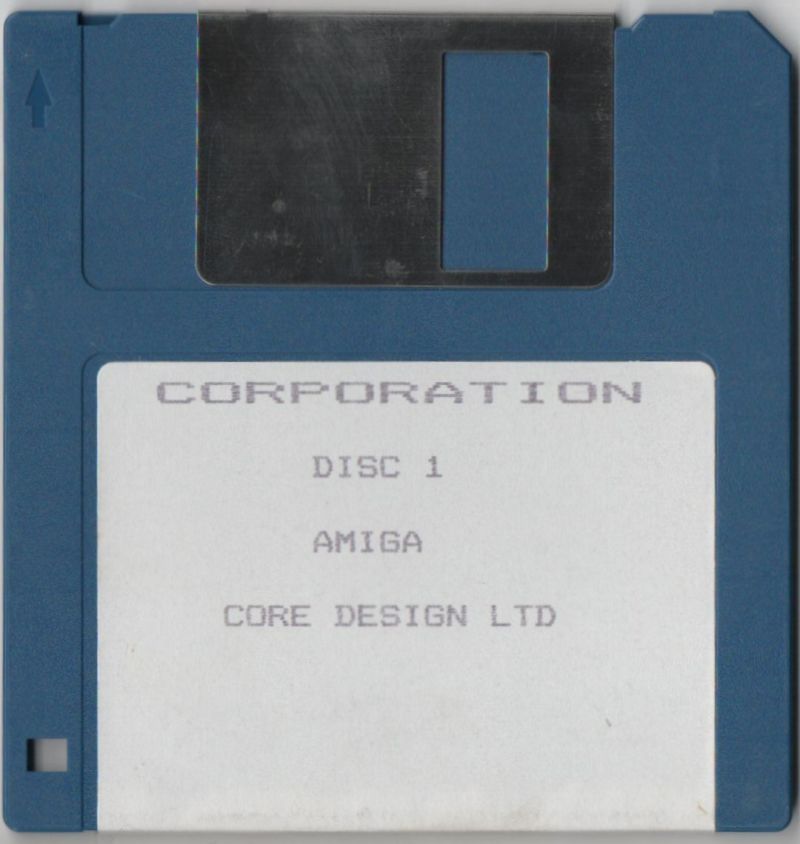 CORPORATION
DISC 1
AMIGA
CORE DESIGN LTD